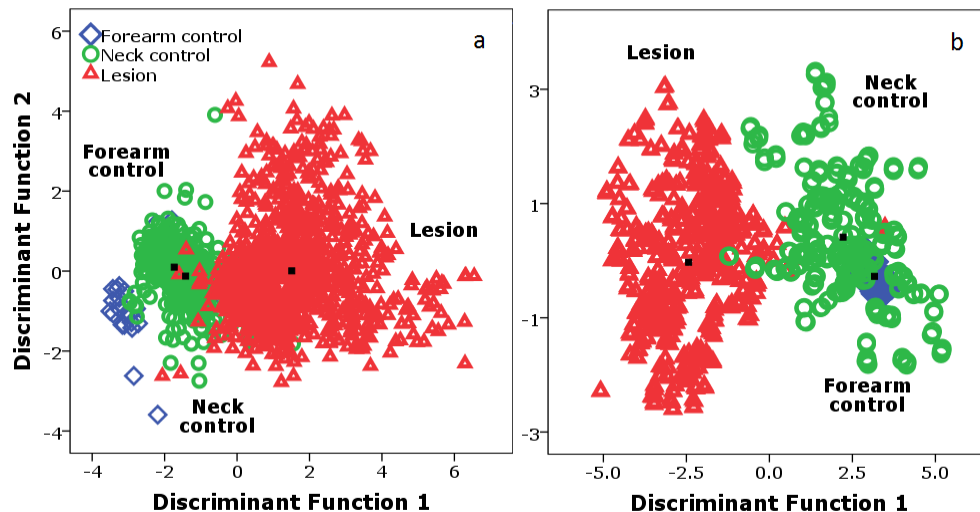 a
Forearm control
Neck control
Lesion
Forearm
control
Lesion
Neck
control
6
4
2
0
-2
-4
Discriminant Function 2
-4 -2 0 2 4 6
Discriminant Function 1
b
Lesion
Neck
control
Forearm
control
3
1
-1
-3
-5.0 -2.5 0.0 2.5 5.0
Discriminant Function 1